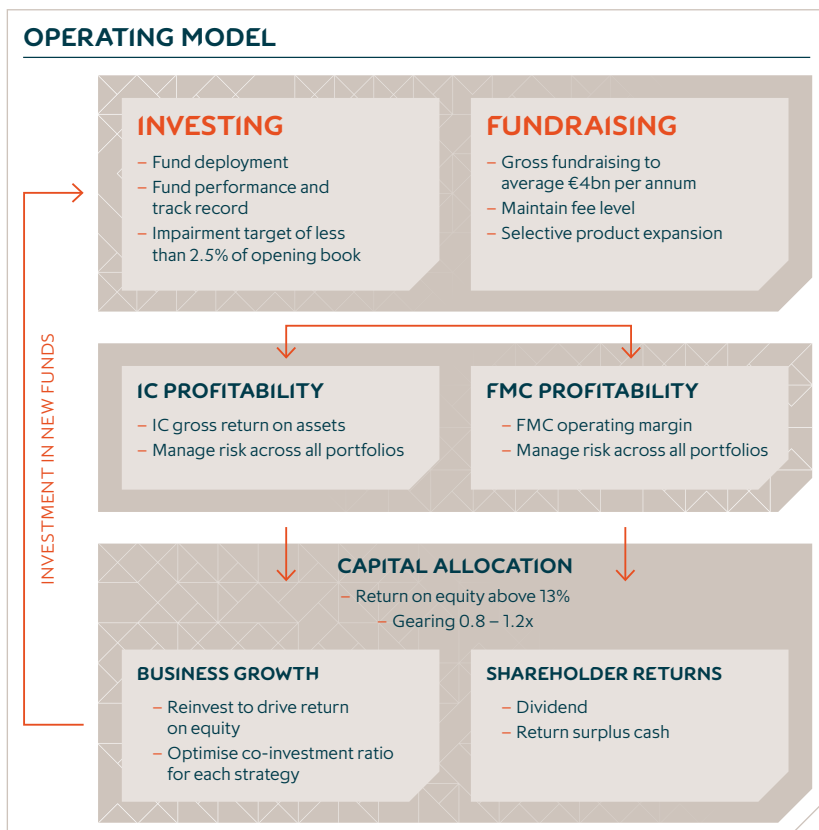 OPERATING MODEL
INVESTING
– Fund deployment
– Fund performance and
track record
– Impairment target of less
than 2.5% of opening book
FUNDRAISING
– Gross fundraising to
average €4bn per annum
– Maintain fee level
– Selective product expansion
INVESTMENT IN NEW FUNDS
IC PROFITABILITY
– IC gross return on assets
– Manage risk across all portfolios
FMC PROFITABILITY
– FMC operating margin
– Manage risk across all portfolios
CAPITAL ALLOCATION
– Return on equity above 13%
– Gearing 0.8 – 1.2x
BUSINESS GROWTH
– Reinvest to drive return
on equity
– Optimise co-investment ratio
for each strategy
SHAREHOLDER RETURNS
– Dividend
– Return surplus cash